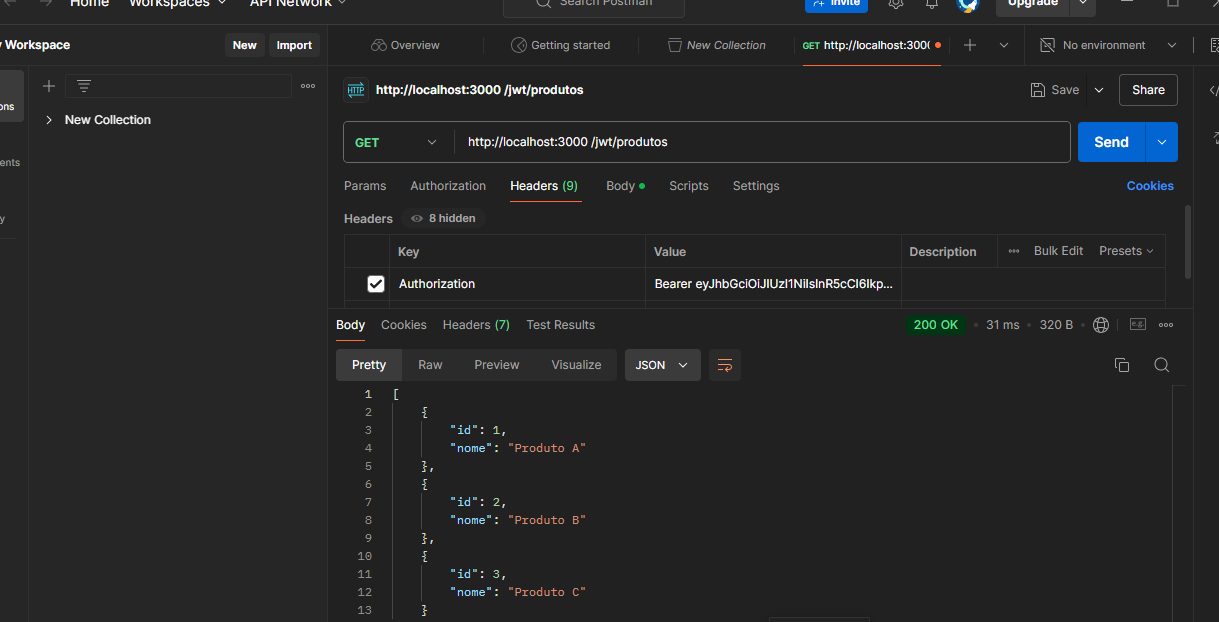 Home Workspaces API Network Search Postman Invite Upgrade
Workspace New Import Overview Getting started New Collection GET http://localhost:300 No environment
New Collection
http://localhost:3000 /jwt/produtos Save Share
GET http://localhost:3000 /jwt/produtos Send
Params Authorization Headers (9) Body Scripts Settings Cookies
Headers 8 hidden
Key Value Description Bulk Edit Presets
Authorization Bearer eyJhbGciOiJIUzI1NiIsInR5cCI6Ikp...
Body Cookies Headers (7) Test Results 200 OK 31 ms 320 B e.g.
Pretty Raw Preview Visualize JSON
1 [
2 {
3 "id": 1,
4 "nome": "Produto A"
5 },
6 {
7 "id": 2,
8 "nome": "Produto B"
9 },
10 {
11 "id": 3,
12 "nome": "Produto C"
13 }